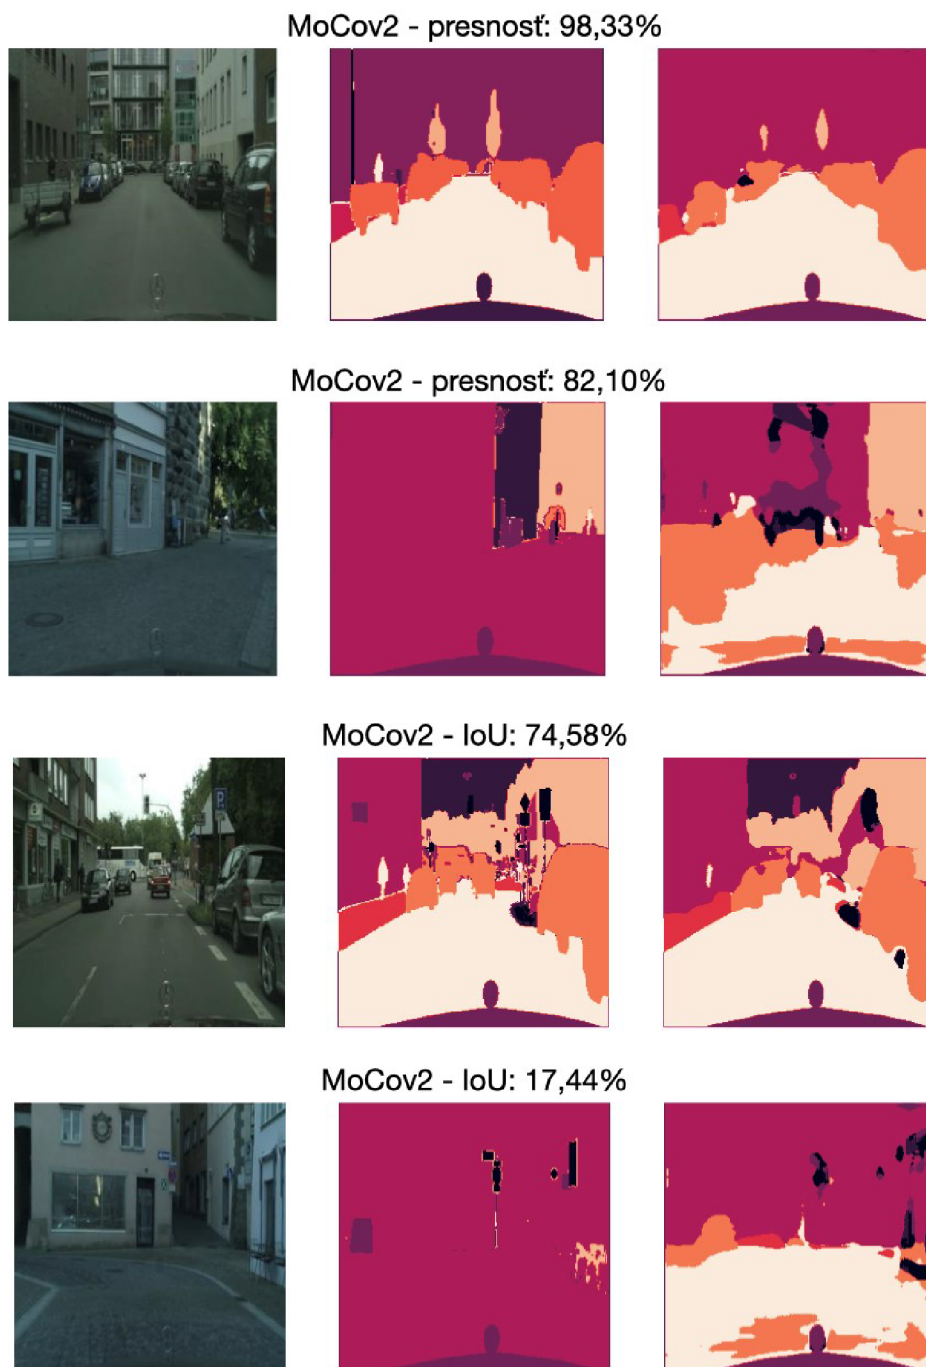 MoCov2 - presnosť: 98,33%
MoCov2 - presnosť: 82,10%
MoCov2 - IoU: 74,58%
MoCov2 - IoU: 17,44%